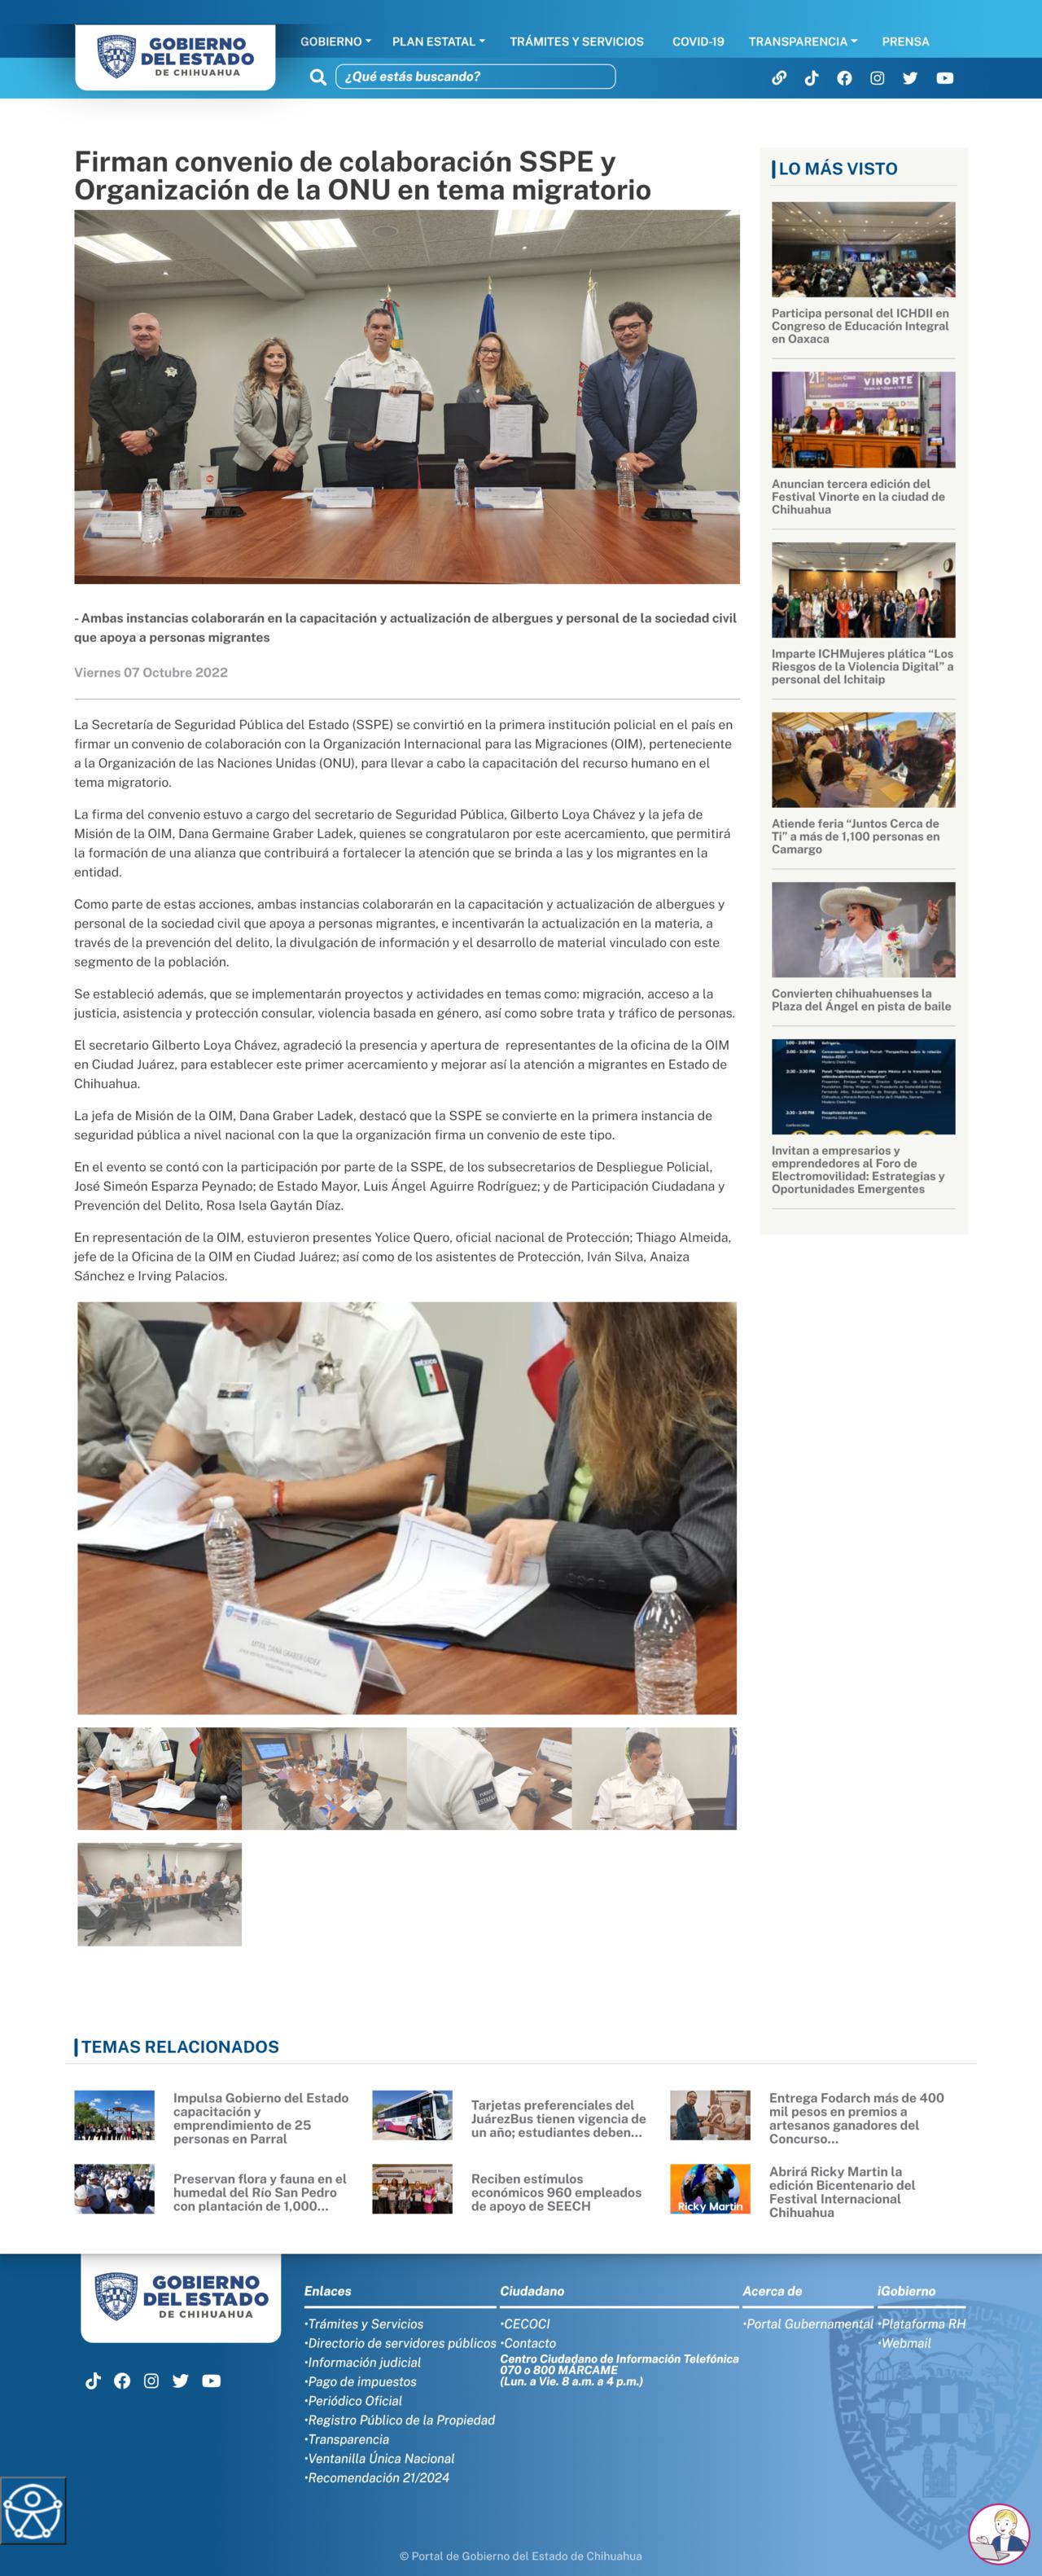 GOBIERNO
DEL ESTADO
DE CHIHUAHUA
GOBIERNO
PLAN ESTATAL
TRÁMITES Y SERVICIOS
COVID-19
TRANSPARENCIA
PRENSA
¿Qué estás buscando?
Firman convenio de colaboración SSPE y
Organización de la ONU en tema migratorio
- Ambas instancias colaborarán en la capacitación y actualización de albergues y personal de la sociedad civil
que apoya a personas migrantes
Viernes 07 Octubre 2022
La Secretaría de Seguridad Pública del Estado (SSPE) se convirtió en la primera institución policial en el país en
firmar un convenio de colaboración con la Organización Internacional para las Migraciones (OIM), perteneciente
a la Organización de las Naciones Unidas (ONU), para llevar a cabo la capacitación del recurso humano en el
tema migratorio.
La firma del convenio estuvo a cargo del secretario de Seguridad Pública, Gilberto Loya Chávez y la jefa de
Misión de la OIM, Dana Germaine Graber Ladek, quienes se congratularon por este acercamiento, que permitirá
la formación de una alianza que contribuirá a fortalecer la atención que se brinda a las y los migrantes en la
entidad.
Como parte de estas acciones, ambas instancias colaborarán en la capacitación y actualización de albergues y
personal de la sociedad civil que apoya a personas migrantes, e incentivarán la actualización en la materia, a
través de la prevención del delito, la divulgación de información y el desarrollo de material vinculado con este
segmento de la población.
Se estableció además, que se implementarán proyectos y actividades en temas como: migración, acceso a la
justicia, asistencia y protección consular, violencia basada en género, así como sobre trata y tráfico de personas.
El secretario Gilberto Loya Chávez, agradeció la presencia y apertura de representantes de la oficina de la OIM
en Ciudad Juárez, para establecer este primer acercamiento y mejorar así la atención a migrantes en Estado de
Chihuahua.
La jefa de Misión de la OIM, Dana Graber Ladek, destacó que la SSPE se convierte en la primera instancia de
seguridad pública a nivel nacional con la que la organización firma un convenio de este tipo.
En el evento se contó con la participación por parte de la SSPE, de los subsecretarios de Despliegue Policial,
José Simeón Esparza Peynado; de Estado Mayor, Luis Ángel Aguirre Rodríguez; y de Participación Ciudadana y
Prevención del Delito, Rosa Isela Gaytán Díaz.
En representación de la OIM, estuvieron presentes Yolice Quero, oficial nacional de Protección; Thiago Almeida,
jefe de la Oficina de la OIM en Ciudad Juárez; así como de los asistentes de Protección, Iván Silva, Anaiza
Sánchez e Irving Palacios.
MÉXICO
MTRA. DANA GRABER LADEK
LO MÁS VISTO
Participa personal del ICHDII en
Congreso de Educación Integral
en Oaxaca
VINORTE
Anuncian tercera edición del
Festival Vinorte en la ciudad de
Chihuahua
Imparte ICHMujeres plática “Los
Riesgos de la Violencia Digital” a
personal del Ichitaip
Atiende feria “Juntos Cerca de
Ti” a más de 1,100 personas en
Camargo
Convierten chihuahuenses la
Plaza del Ángel en pista de baile
Invitan a empresarios y
emprendedores al Foro de
Electromovilidad: Estrategias y
Oportunidades Emergentes
TEMAS RELACIONADOS
Impulsa Gobierno del Estado
capacitación y
emprendimiento de 25
personas en Parral
Tarjetas preferenciales del
JuárezBus tienen vigencia de
un año; estudiantes deben...
Entrega Fodarch más de 400
mil pesos en premios a
artesanos ganadores del
Concurso...
Preservan flora y fauna en el
humedal del Río San Pedro
con plantación de 1,000...
Reciben estímulos
económicos 960 empleados
de apoyo de SEECH
Ricky Martin
Abrirá Ricky Martin la
edición Bicentenario del
Festival Internacional
Chihuahua
GOBIERNO
DEL ESTADO
DE CHIHUAHUA
Enlaces
•Trámites y Servicios
•Directorio de servidores públicos
•Información judicial
•Pago de impuestos
•Periódico Oficial
•Registro Público de la Propiedad
•Transparencia
•Ventanilla Única Nacional
•Recomendación 21/2024
Ciudadano
•CECOCI
•Contacto
Centro Ciudadano de Información Telefónica
070 o 800 MÁRCAME
(Lun. a Vie. 8 a.m. a 4 p.m.)
Acerca de
•Portal Gubernamental
iGobierno
•Plataforma RH
•Webmail
VALENTIA
LEALTAD
© Portal de Gobierno del Estado de Chihuahua